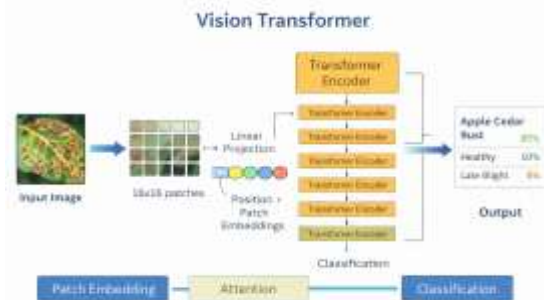 Vision Transformer
Transformer
Encoder
Transformer Encoder
Transformer Encoder
Transformer Encoder
Transformer Encoder
Transformer Encoder
Transformer Encoder
Linear
Projection
Input Image
16x16 patches
Position +
Patch
Embeddings
Classification
Apple Cedar
Rust
Healthy 10%
Late Blight
Output
Patch Embedding
Attention
Classification